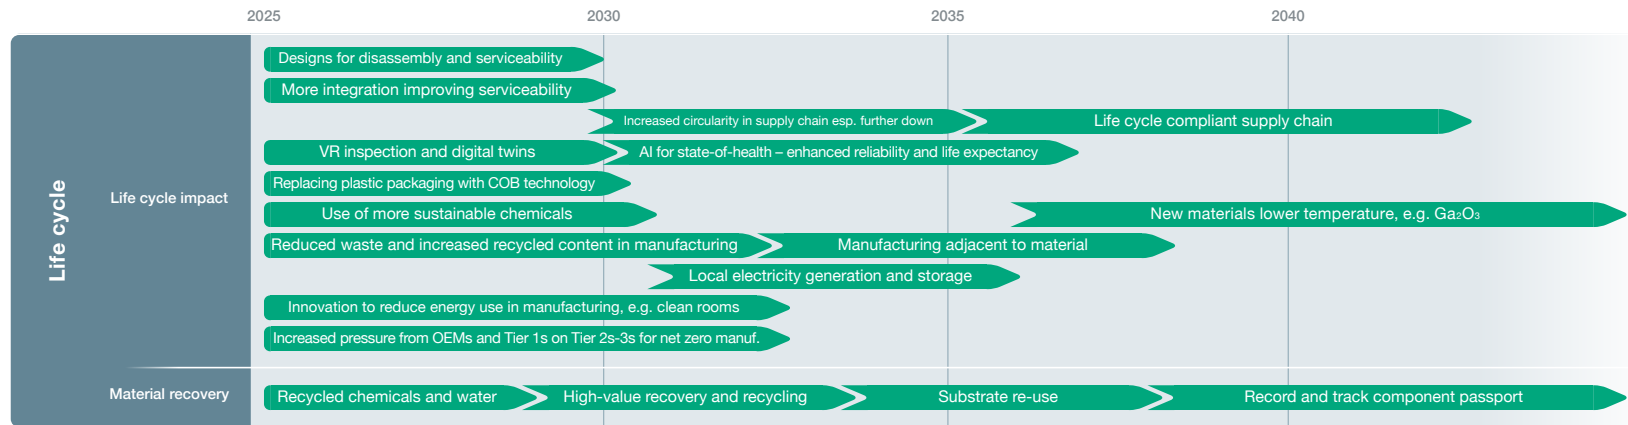 2025 2030 2035 2040
Life cycle
Life cycle impact
Designs for disassembly and serviceability
More integration improving serviceability
Increased circularity in supply chain esp. further down
Life cycle compliant supply chain
VR inspection and digital twins
AI for state-of-health – enhanced reliability and life expectancy
Replacing plastic packaging with COB technology
Use of more sustainable chemicals
New materials lower temperature, e.g. Ga₂O₃
Reduced waste and increased recycled content in manufacturing
Manufacturing adjacent to material
Local electricity generation and storage
Innovation to reduce energy use in manufacturing, e.g. clean rooms
Increased pressure from OEMs and Tier 1s on Tier 2s-3s for net zero manuf.
Material recovery
Recycled chemicals and water
High-value recovery and recycling
Substrate re-use
Record and track component passport